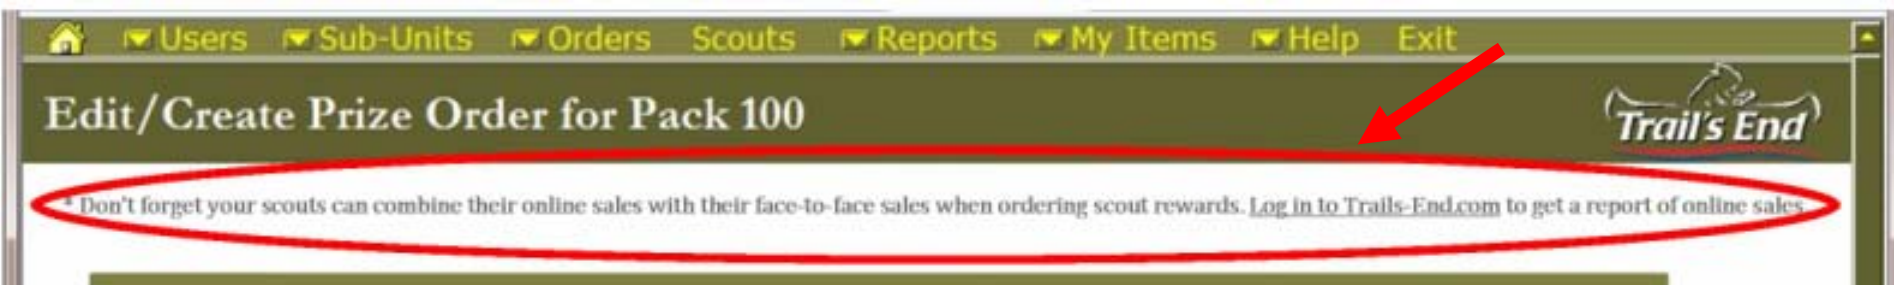 Users Sub-Units Orders Scouts Reports My Items Help Exit
Edit/Create Prize Order for Pack 100
Trail's End
* Don't forget your scouts can combine their online sales with their face-to-face sales when ordering scout rewards. Log in to Trails-End.com to get a report of online sales.